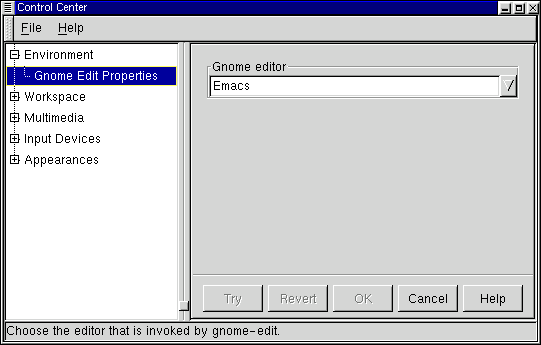 Control Center
File Help
Environment
Gnome Edit Properties
Workspace
Multimedia
Input Devices
Appearances
Gnome editor
Emacs
Try Revert OK Cancel Help
Choose the editor that is invoked by gnome-edit.